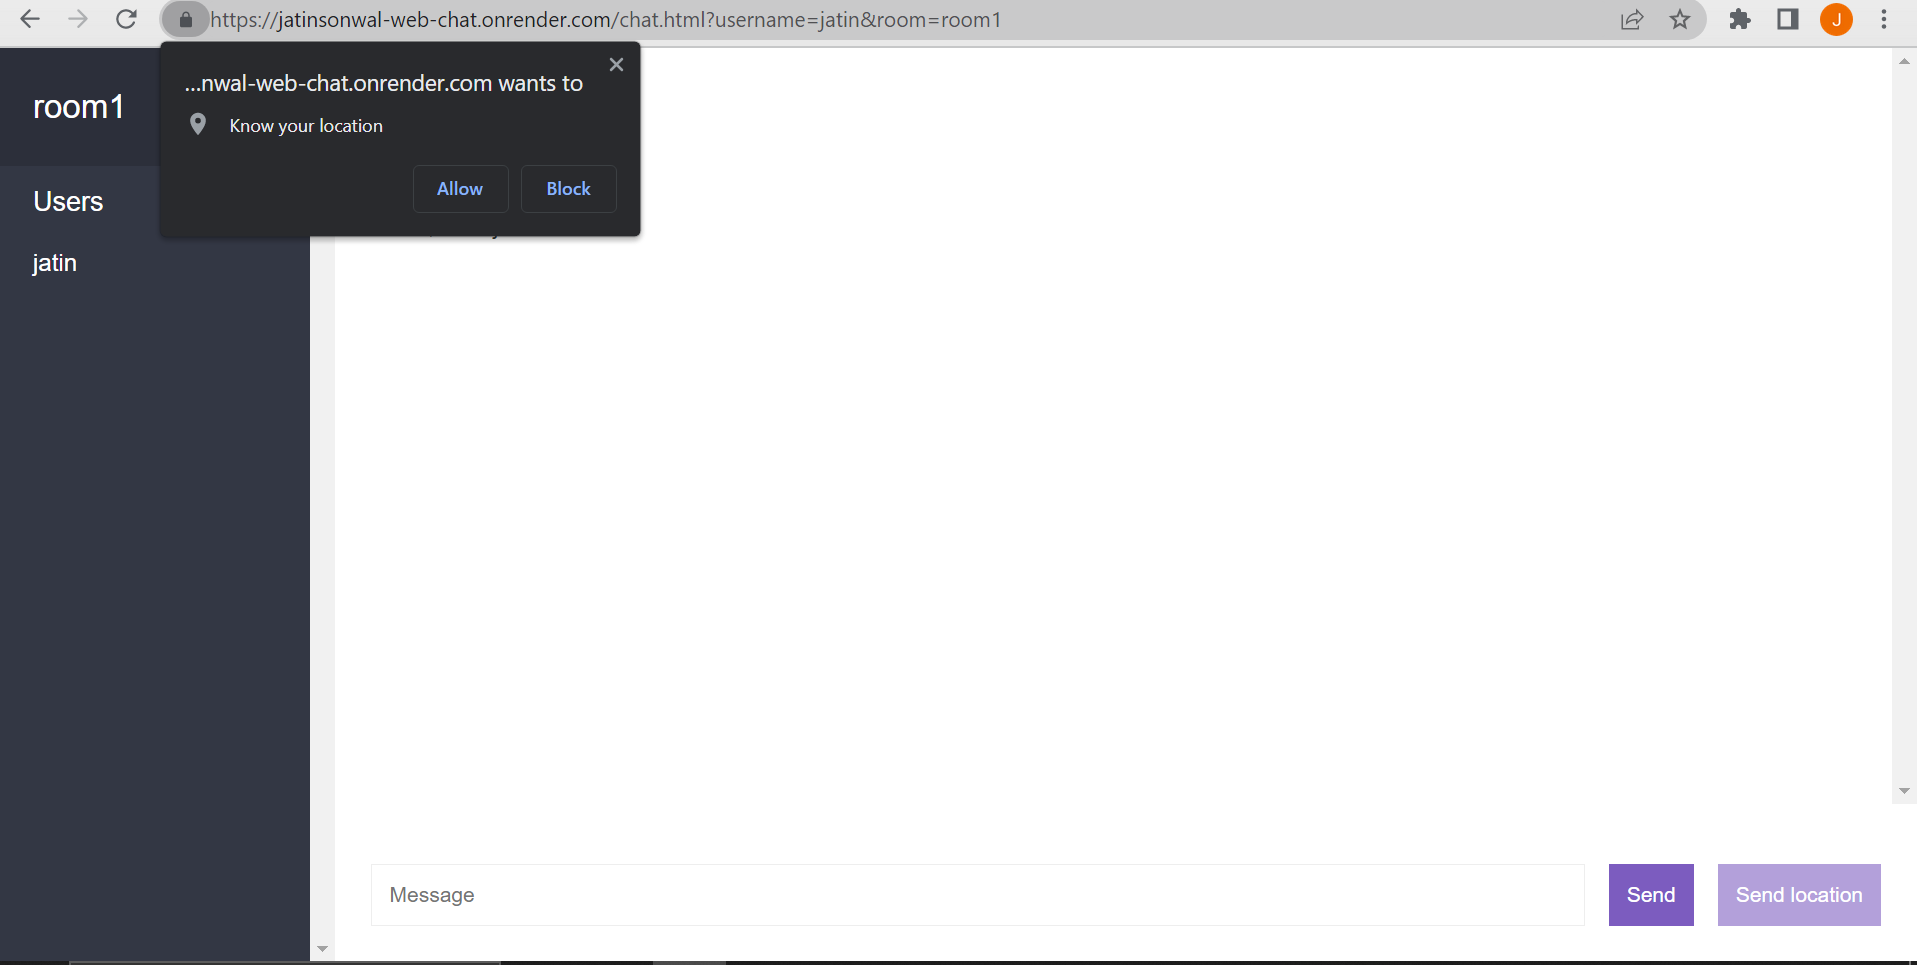 https://jatinsonwal-web-chat.onrender.com/chat.html?username=jatin&room=room1
J
...nwal-web-chat.onrender.com wants to
Know your location
Allow
Block
room1
Users
jatin
Message
Send
Send location